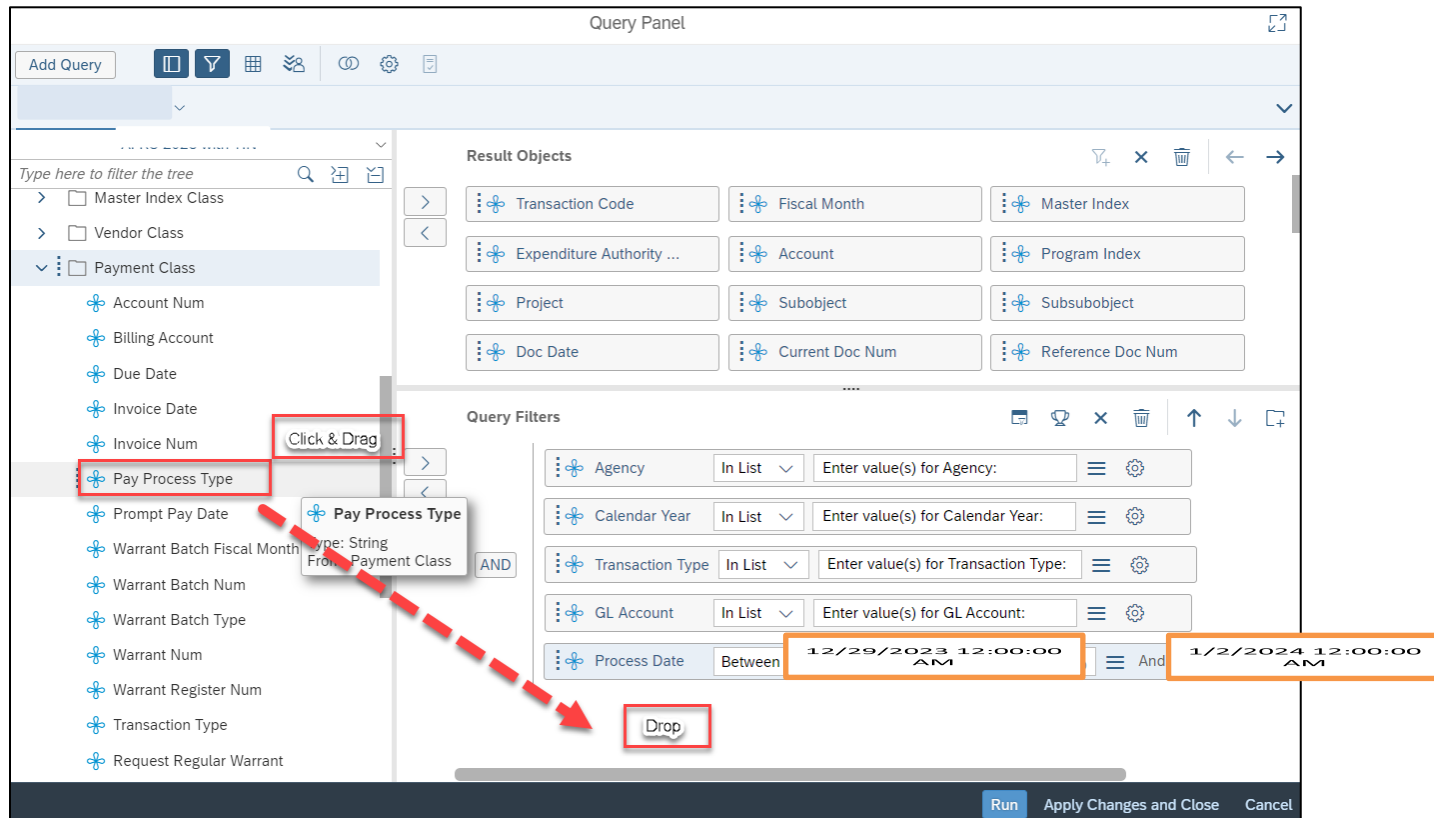 Query Panel
Add Query
Type here to filter the tree
Master Index Class
Vendor Class
Payment Class
Account Num
Billing Account
Due Date
Invoice Date
Invoice Num
Click & Drag
Pay Process Type
Prompt Pay Date
Warrant Batch Fiscal Month
Warrant Batch Num
Warrant Batch Type
Warrant Num
Warrant Register Num
Transaction Type
Request Regular Warrant
Pay Process Type
Type: String
From: Payment Class
Result Objects
Transaction Code
Fiscal Month
Master Index
Expenditure Authority ...
Account
Program Index
Project
Subobject
Subsubobject
Doc Date
Current Doc Num
Reference Doc Num
Query Filters
AND
Agency In List Enter value(s) for Agency:
Calendar Year In List Enter value(s) for Calendar Year:
Transaction Type In List Enter value(s) for Transaction Type:
GL Account In List Enter value(s) for GL Account:
Process Date Between 12/29/2023 12:00:00 AM And 1/2/2024 12:00:00 AM
Drop
Run Apply Changes and Close Cancel